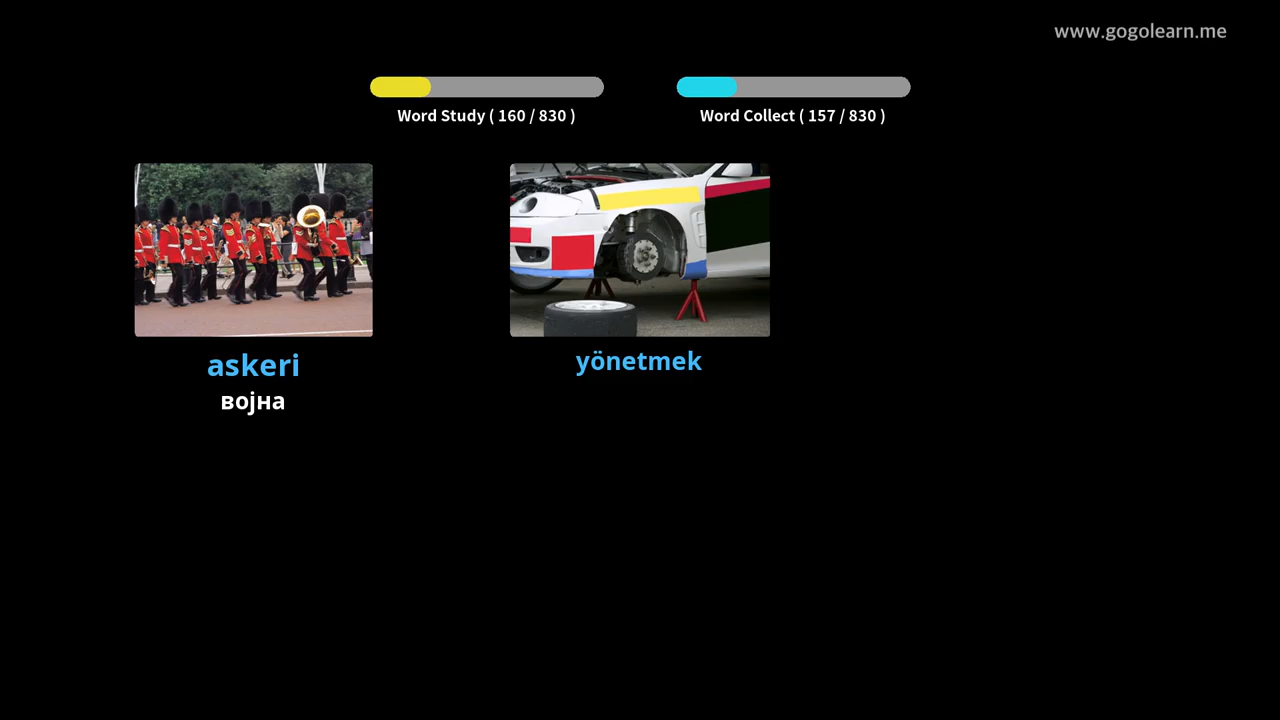 www.gogolearn.me
Word Study ( 160 / 830 )
Word Collect ( 157 / 830 )
askeri
војна
yönetmek